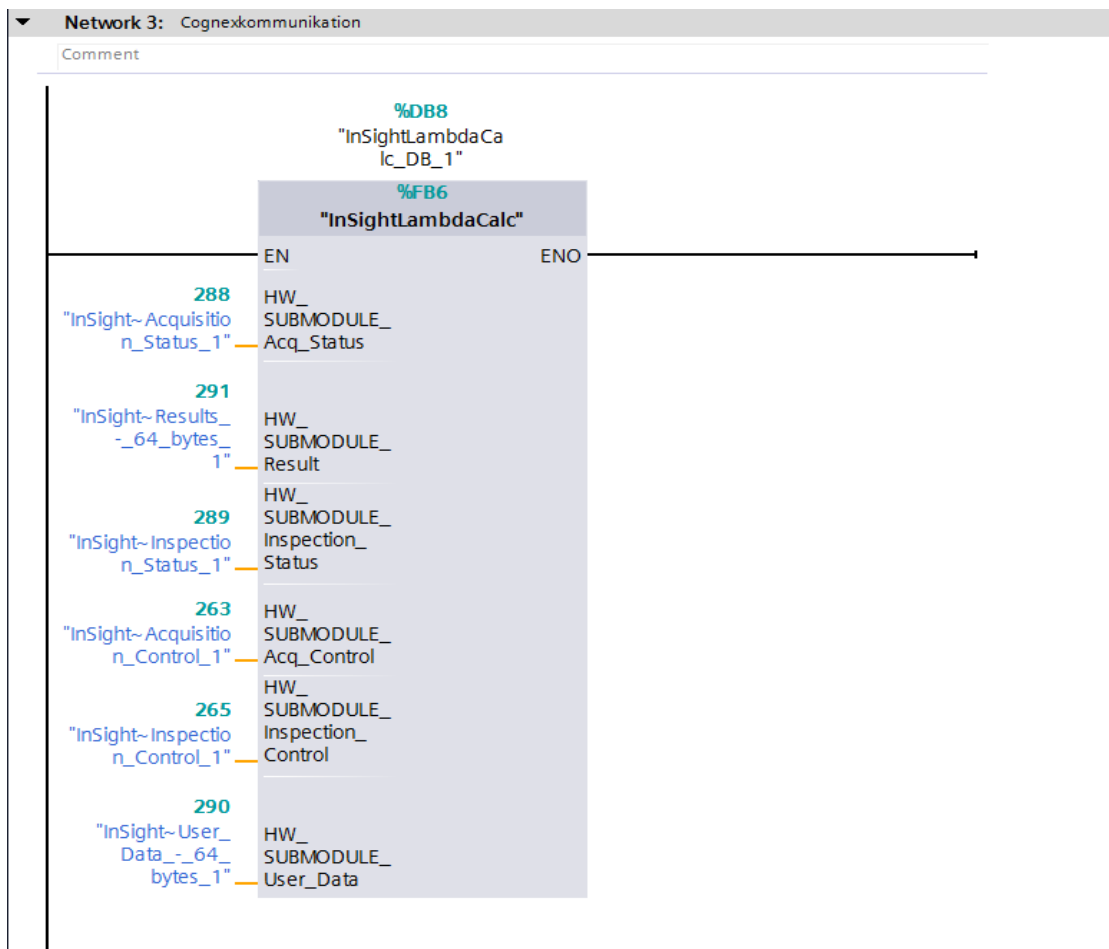 Network 3: Cognexkommunikation
Comment
%DB8
"InSightLambdaCa
lc_DB_1"
%FB6
"InSightLambdaCalc"
EN ENO
288
"InSight~Acquisitio
n_Status_1"
HW_
SUBMODULE_
Acq_Status
291
"InSight~Results_
-_64_bytes_
1"
HW_
SUBMODULE_
Result
289
"InSight~Inspectio
n_Status_1"
HW_
SUBMODULE_
Inspection_
Status
263
"InSight~Acquisitio
n_Control_1"
HW_
SUBMODULE_
Acq_Control
265
"InSight~Inspectio
n_Control_1"
HW_
SUBMODULE_
Inspection_
Control
290
"InSight~User_
Data_-_64_
bytes_1"
HW_
SUBMODULE_
User_Data